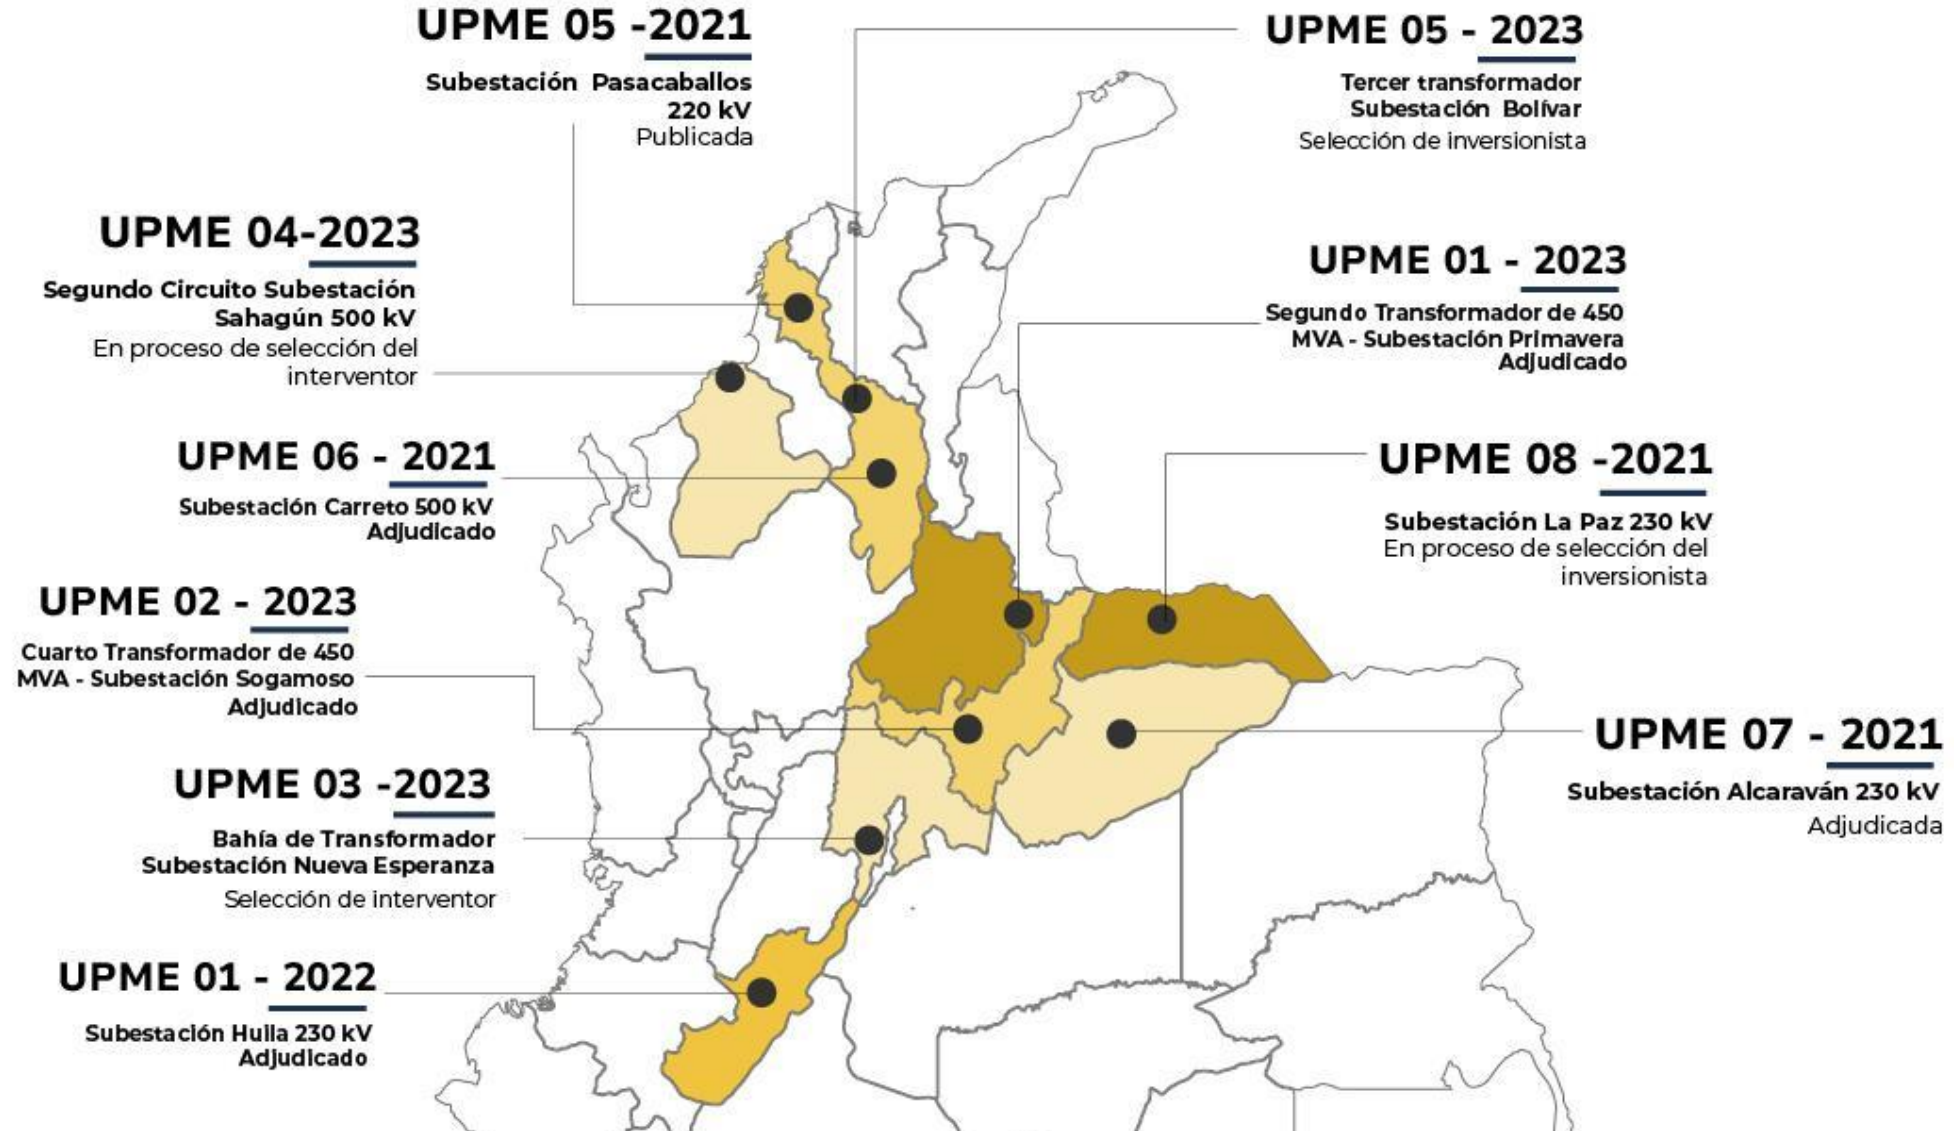 UPME 05 -2021
Subestación Pasacaballos
220 kV
Publicada
UPME 05 - 2023
Tercer transformador
Subestación Bolívar
Selección de inversionista
UPME 04-2023
Segundo Circuito Subestación
Sahagún 500 kV
En proceso de selección del
interventor
UPME 01 - 2023
Segundo Transformador de 450
MVA - Subestación Primavera
Adjudicado
UPME 06 - 2021
Subestación Carreto 500 kV
Adjudicado
UPME 08 -2021
Subestación La Paz 230 kV
En proceso de selección del
inversionista
UPME 02 - 2023
Cuarto Transformador de 450
MVA - Subestación Sogamoso
Adjudicado
UPME 07 - 2021
Subestación Alcaraván 230 kV
Adjudicada
UPME 03 -2023
Bahía de Transformador
Subestación Nueva Esperanza
Selección de interventor
UPME 01 - 2022
Subestación Huila 230 kV
Adjudicado